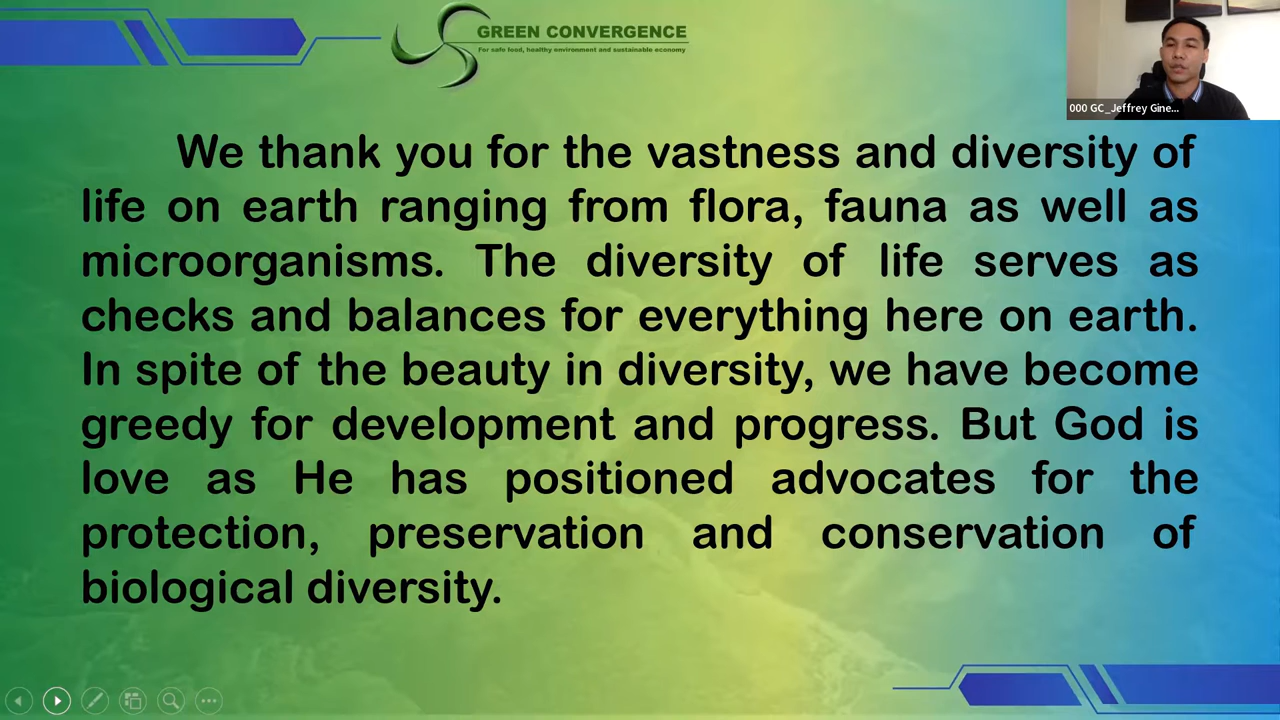 GREEN CONVERGENCE
For safe food, healthy environment and sustainable economy
000 GC_Jeffrey Gine...
We thank you for the vastness and diversity of
life on earth ranging from flora, fauna as well as
microorganisms. The diversity of life serves as
checks and balances for everything here on earth.
In spite of the beauty in diversity, we have become
greedy for development and progress. But God is
love as He has positioned advocates for the
protection, preservation and conservation of
biological diversity.